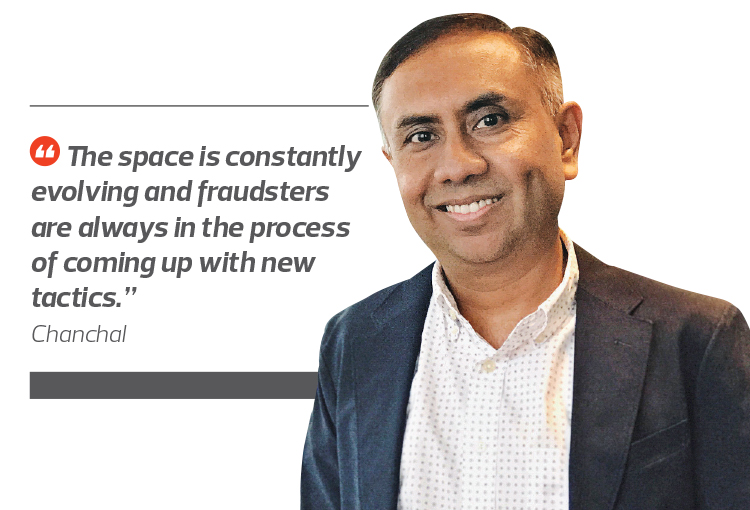 “ The space is constantly
evolving and fraudsters
are always in the process
of coming up with new
tactics.”
Chanchal